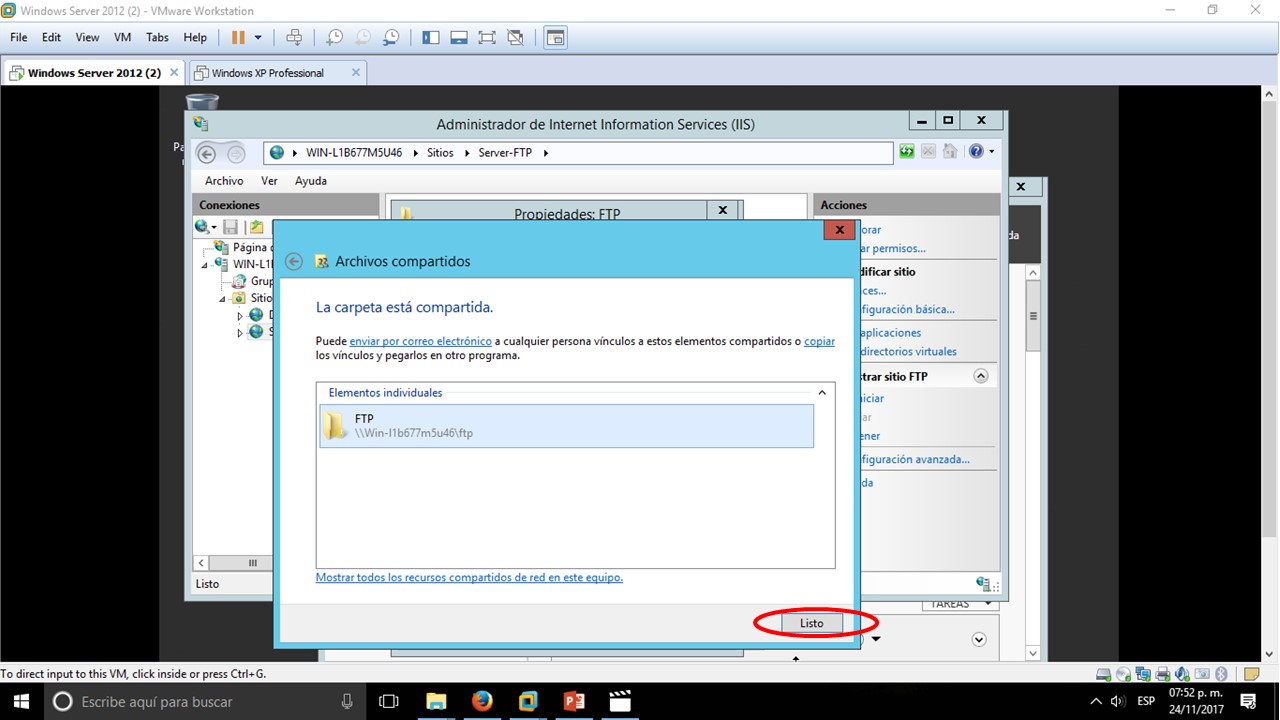 Windows Server 2012 (2) - VMware Workstation
File Edit View VM Tabs Help
Windows Server 2012 (2) Windows XP Professional
Administrador de Internet Information Services (IIS)
WIN-L1B677M5U46 Sitios Server-FTP
Archivo Ver Ayuda
Conexiones
Propiedades: FTP
Acciones
Archivos compartidos
La carpeta está compartida.
Puede enviar por correo electrónico a cualquier persona vínculos a estos elementos compartidos o copiar
los vínculos y pegarlos en otro programa.
Elementos individuales
FTP
\\Win-l1b677m5u46\ftp
Mostrar todos los recursos compartidos de red en este equipo.
Listo
Página
WIN-L1
Grup
Sitio
orar
ar permisos...
dificar sitio
ces...
figuración básica...
aplicaciones
directorios virtuales
strar sitio FTP
niciar
ar
ener
figuración avanzada...
da
da
Listo
TAREAS
To direct input to this VM, click inside or press Ctrl+G.
Escribe aquí para buscar
ESP
07:52 p. m.
24/11/2017